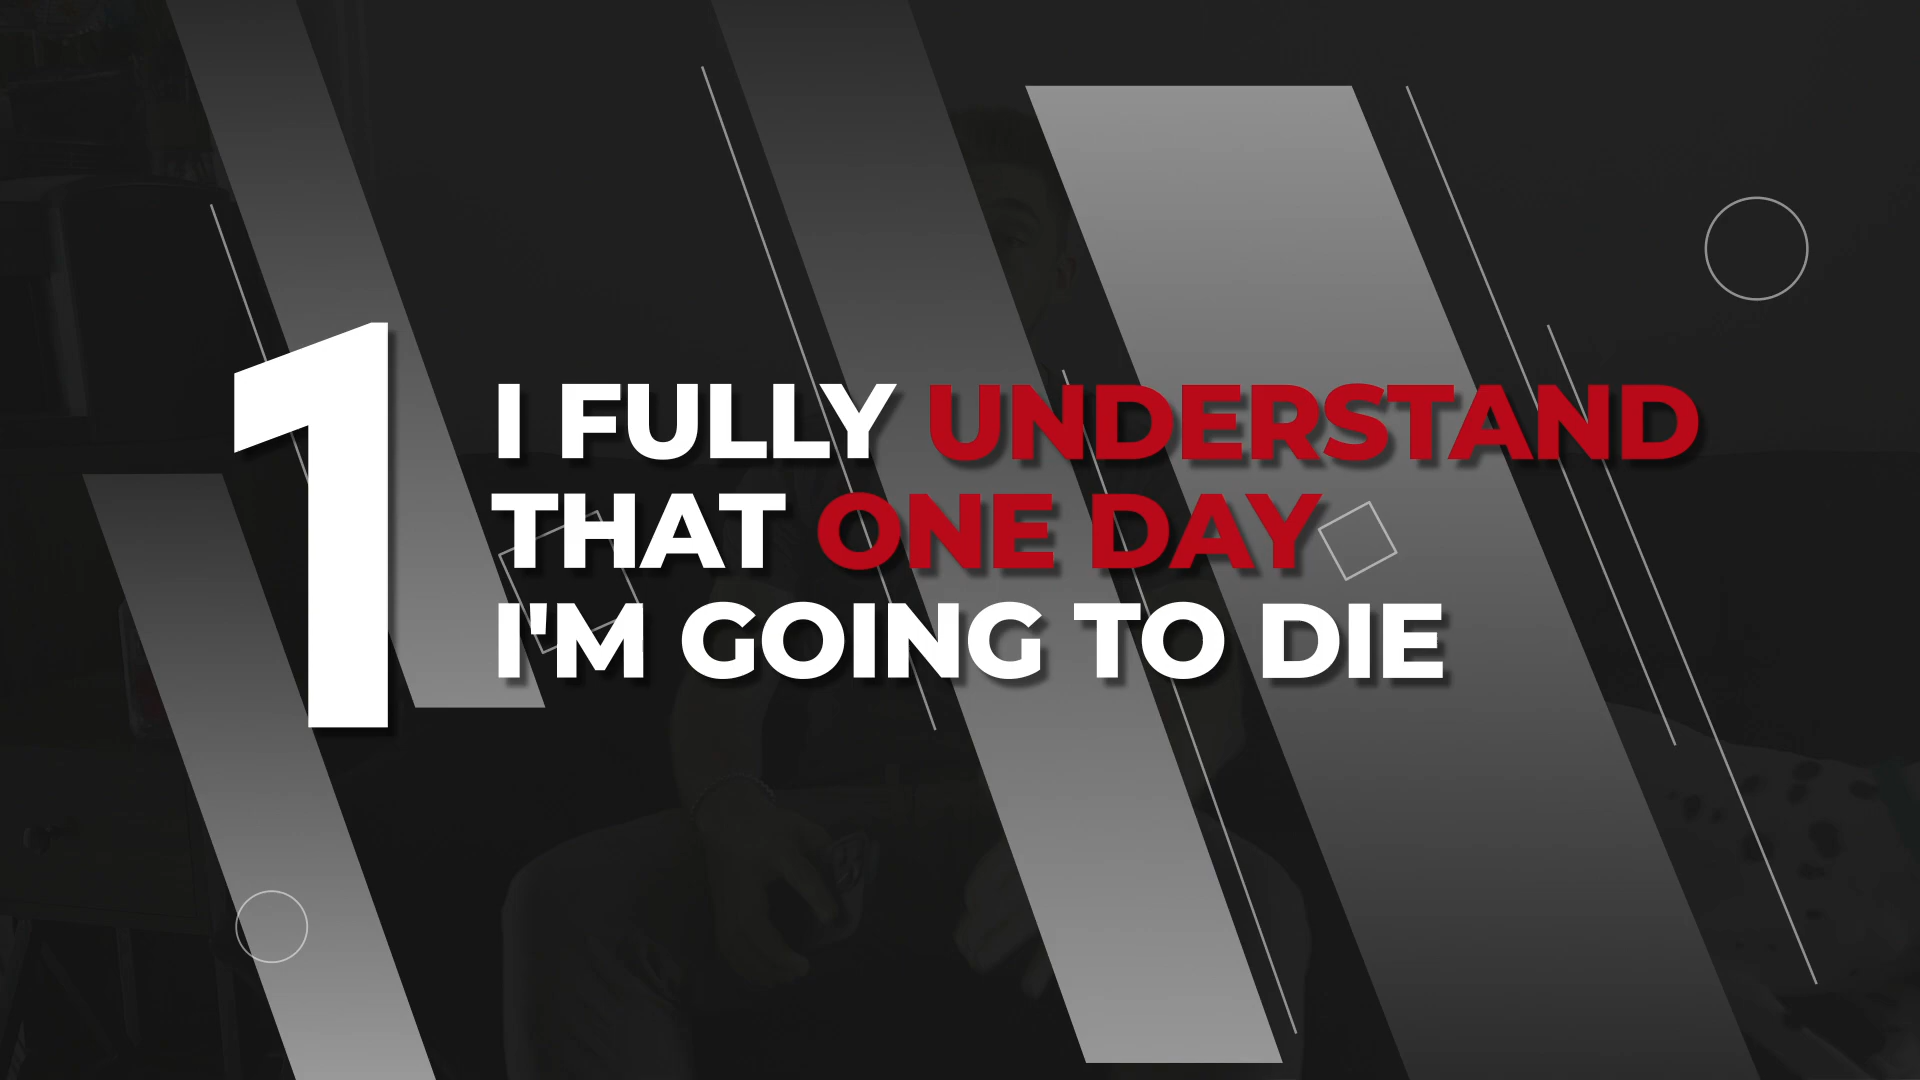 1
I FULLY UNDERSTAND
THAT ONE DAY
I'M GOING TO DIE